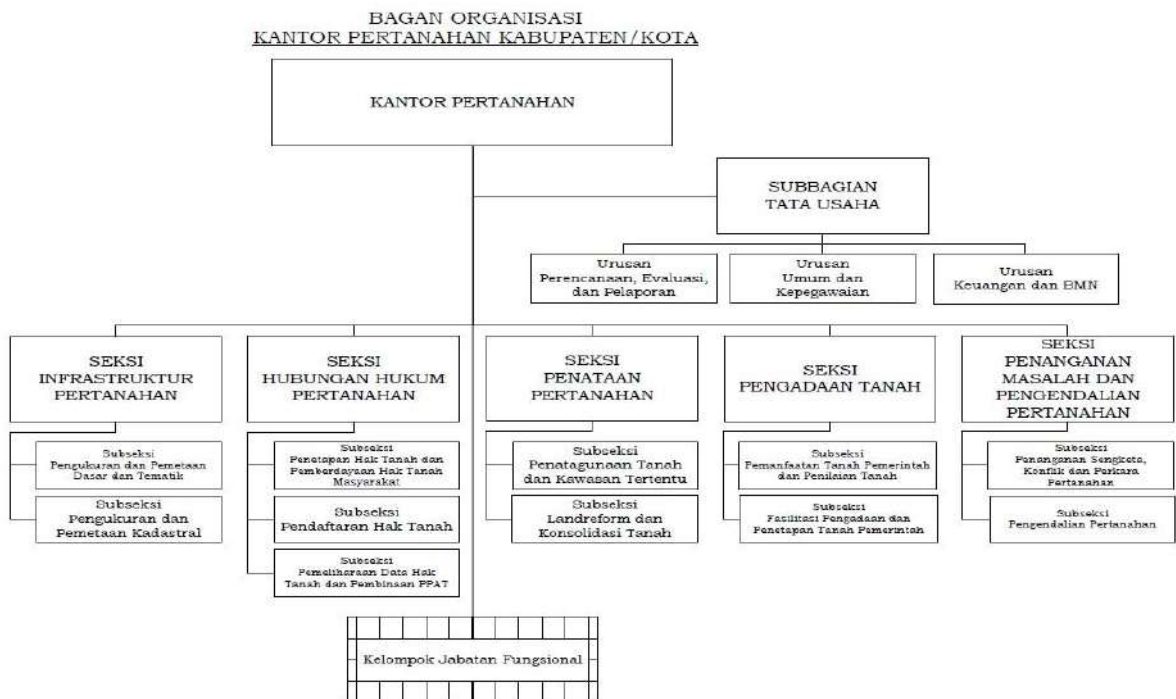 BAGAN ORGANISASI
KANTOR PERTANAHAN KABUPATEN/KOTA
KANTOR PERTANAHAN
SUBBAGIAN
TATA USAHA
Urusan
Perencanaan, Evaluasi,
dan Pelaporan
Urusan
Umum dan
Kepegawaian
Urusan
Keuangan dan BMN
SEKSI
INFRASTRUKTUR
PERTANAHAN
SEKSI
HUBUNGAN HUKUM
PERTANAHAN
SEKSI
PENATAAN
PERTANAHAN
SEKSI
PENGADAAN TANAH
SEKSI
PENANGANAN
MASALAH DAN
PENGENDALIAN
PERTANAHAN
Subseksi
Pengukuran dan Pemetaan
Dasar dan Tematik
Subseksi
Pengukuran dan
Pemetaan Kadastral
Subseksi
Penetapan Hak Tanah dan
Pemberdayaan Hak Tanah
Masyarakat
Subseksi
Pendaftaran Hak Tanah
Subseksi
Pemeliharaan Data Hak
Tanah dan Pembinaan PPAT
Subseksi
Penatagunaan Tanah
dan Kawasan Tertentu
Subseksi
Landreform dan
Konsolidasi Tanah
Subseksi
Pemanfaatan Tanah Pemerintah
dan Penilaian Tanah
Subseksi
Fasilitasi Pengadaan dan
Penetapan Tanah Pemerintah
Subseksi
Penanganan Sengketa,
Konflik dan Perkara
Pertanahan
Subseksi
Pengendalian Pertanahan
Kelompok Jabatan Fungsional